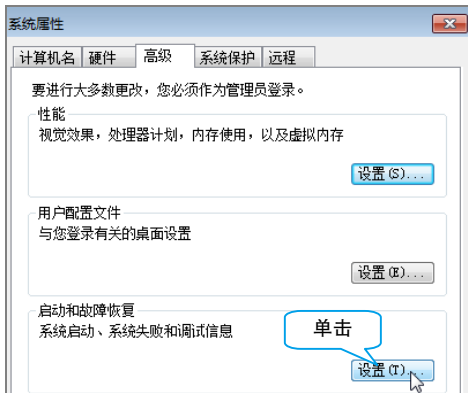 系统属性
计算机名 硬件 高级 系统保护 远程
要进行大多数更改，您必须作为管理员登录。
性能
视觉效果，处理器计划，内存使用，以及虚拟内存
设置(S)...
用户配置文件
与您登录有关的桌面设置
设置(E)...
启动和故障恢复
系统启动、系统失败和调试信息
单击
设置(T)...